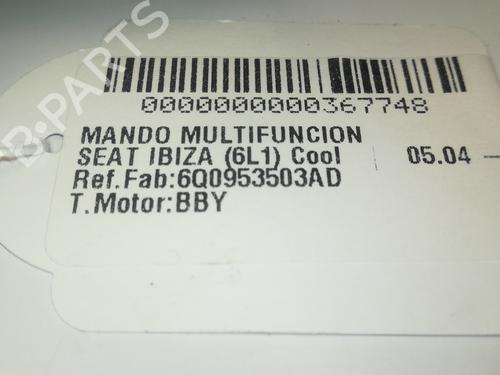 B-PARTS
0000000000367748
MANDO MULTIFUNCION
SEAT IBIZA (6L1) Cool 05.04 -
Ref.Fab:6Q0953503AD
T.Motor:BBY